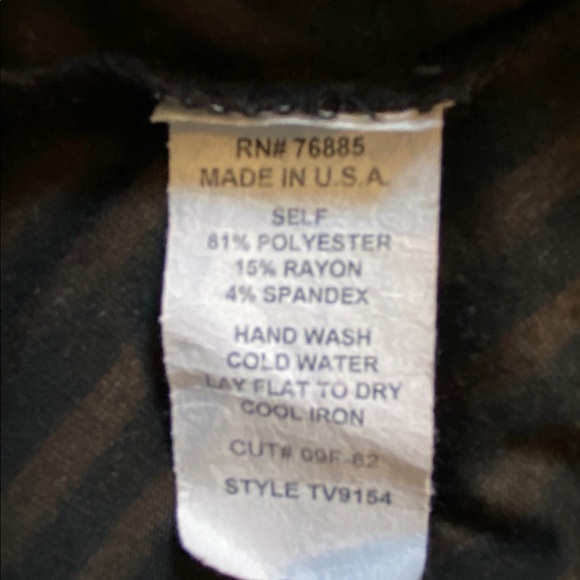 RN# 76885
MADE IN U.S.A.
SELF
81% POLYESTER
15% RAYON
4% SPANDEX
HAND WASH
COLD WATER
LAY FLAT TO DRY
COOL IRON
CUT# 09F-82
STYLE TV9154